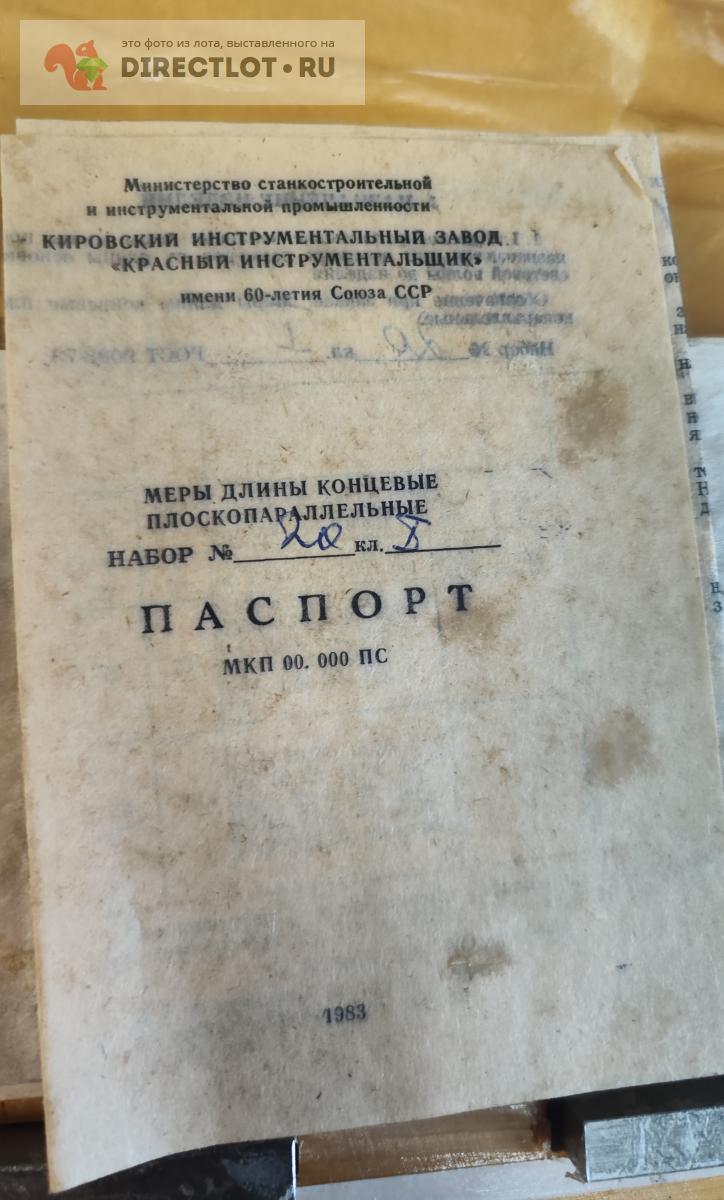 это фото из лота, выставленного на
DIRECTLOT.RU
Министерство станкостроительной
и инструментальной промышленности
КИРОВСКИЙ ИНСТРУМЕНТАЛЬНЫЙ ЗАВОД
«КРАСНЫЙ ИНСТРУМЕНТАЛЬЩИК»
имени 60-летия Союза ССР
МЕРЫ ДЛИНЫ КОНЦЕВЫЕ
ПЛОСКОПАРАЛЛЕЛЬНЫЕ
НАБОР № 20 кл. I
ПАСПОРТ
МКП 00. 000 ПС
1983